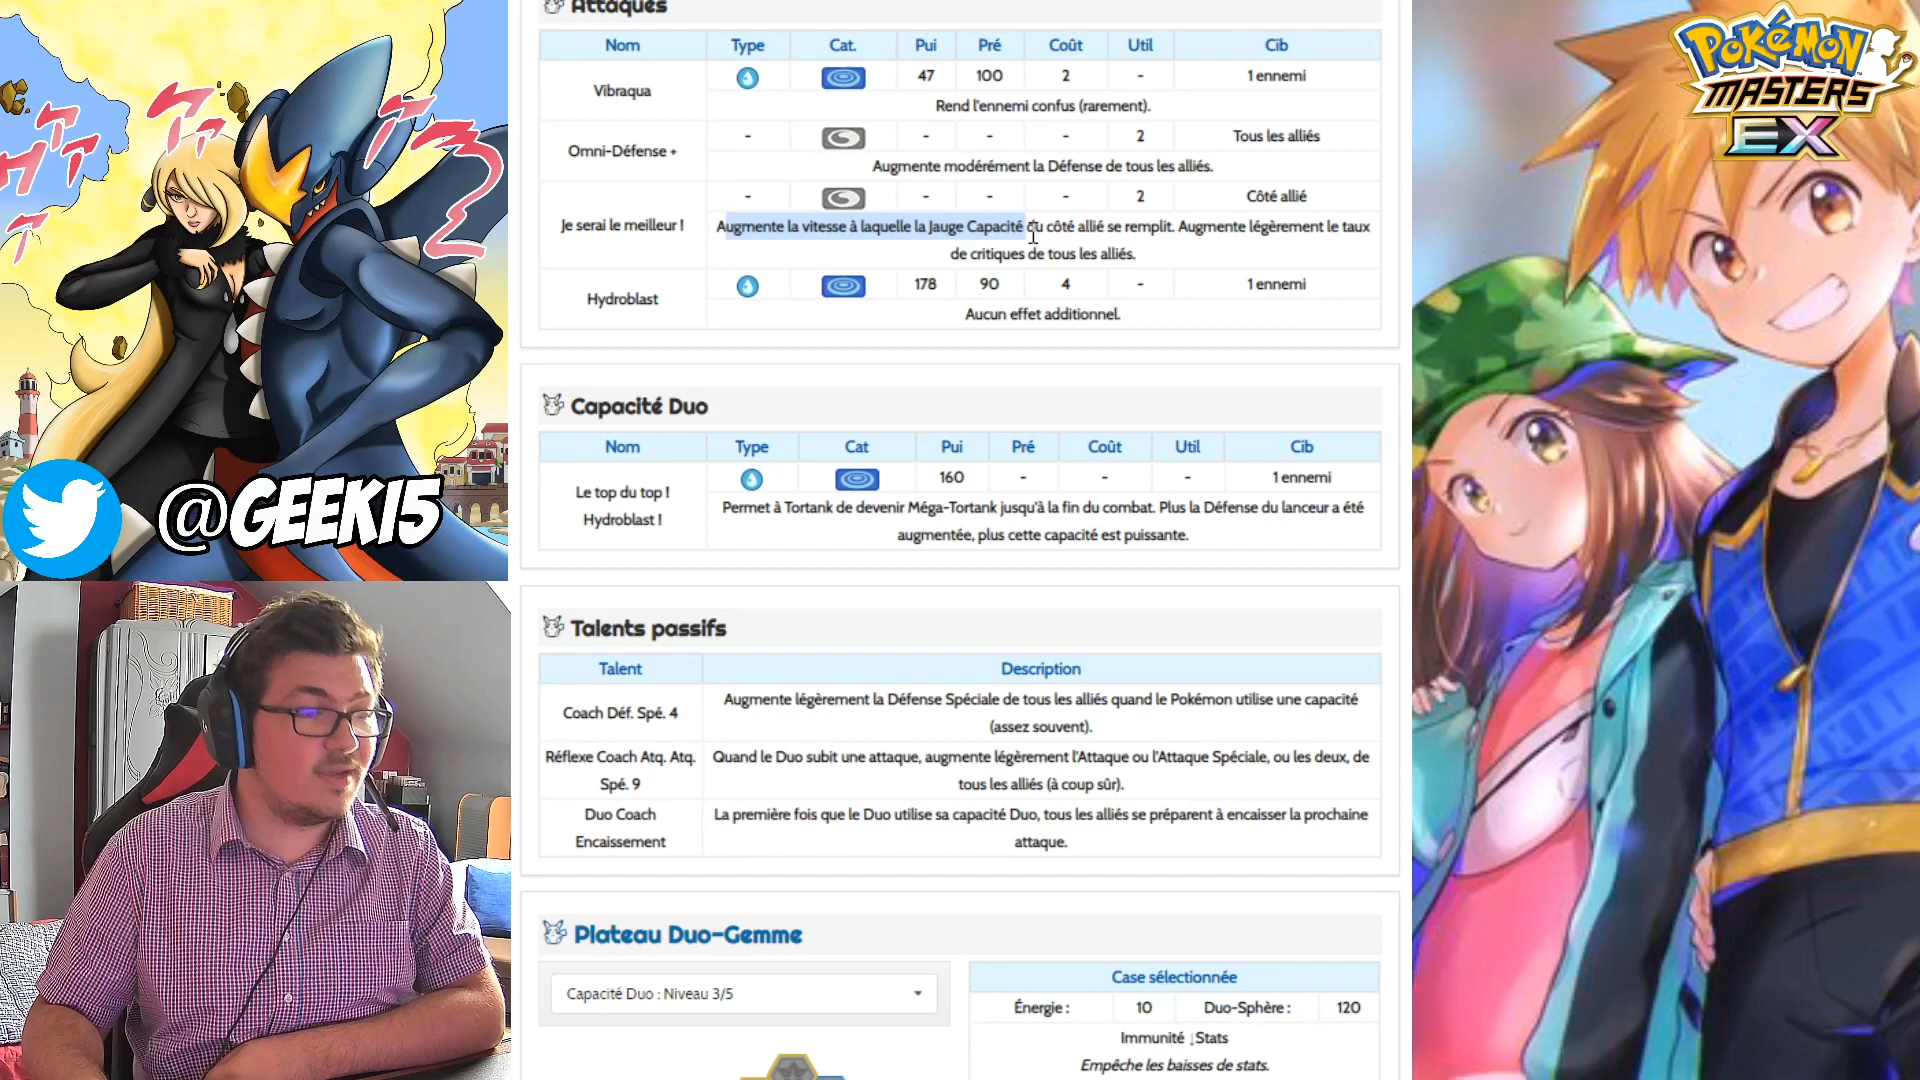 Attaques
Nom Type Cat. Pui Pré Coût Util Cib
Vibraqua 47 100 2 - 1 ennemi
Rend l'ennemi confus (rarement).
Omni-Défense + - - - - 2 Tous les alliés
Augmente modérément la Défense de tous les alliés.
Je serai le meilleur ! - - - - 2 Côté allié
Augmente la vitesse à laquelle la Jauge Capacité du côté allié se remplit. Augmente légèrement le taux
de critiques de tous les alliés.
Hydroblast 178 90 4 - 1 ennemi
Aucun effet additionnel.
Capacité Duo
Nom Type Cat Pui Pré Coût Util Cib
Le top du top !
Hydroblast !
160 - - - 1 ennemi
Permet à Tortank de devenir Méga-Tortank jusqu'à la fin du combat. Plus la Défense du lanceur a été
augmentée, plus cette capacité est puissante.
Talents passifs
Talent Description
Coach Déf. Spé. 4
Augmente légèrement la Défense Spéciale de tous les alliés quand le Pokémon utilise une capacité
(assez souvent).
Réflexe Coach Atq. Atq.
Spé. 9
Quand le Duo subit une attaque, augmente légèrement l'Attaque ou l'Attaque Spéciale, ou les deux, de
tous les alliés (à coup sûr).
Duo Coach
Encaissement
La première fois que le Duo utilise sa capacité Duo, tous les alliés se préparent à encaisser la prochaine
attaque.
Plateau Duo-Gemme
Capacité Duo : Niveau 3/5
Case sélectionnée
Énergie : 10 Duo-Sphère : 120
Immunité ↓Stats
Empêche les baisses de stats.
@GEEK15
POKéMON
MASTERS
EX